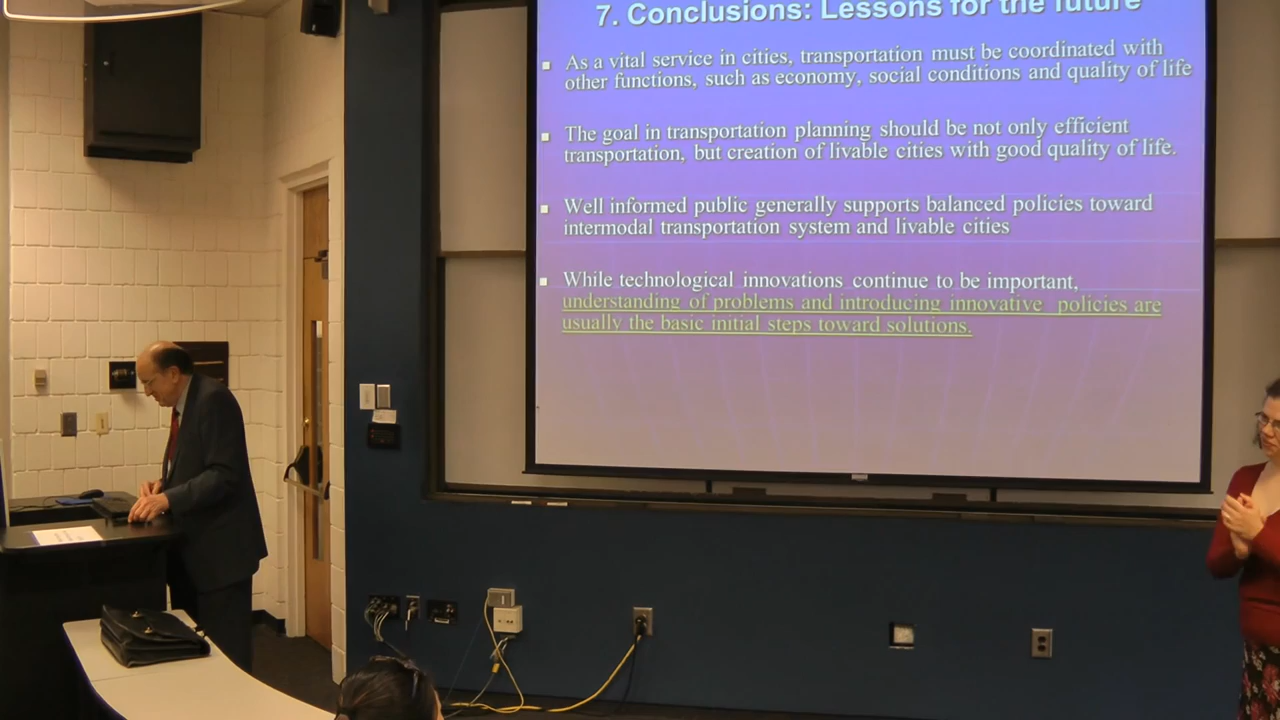 7. Conclusions: Lessons for the future
As a vital service in cities, transportation must be coordinated with
other functions, such as economy, social conditions and quality of life
The goal in transportation planning should be not only efficient
transportation, but creation of livable cities with good quality of life.
Well informed public generally supports balanced policies toward
intermodal transportation system and livable cities
While technological innovations continue to be important,
understanding of problems and introducing innovative policies are
usually the basic initial steps toward solutions.